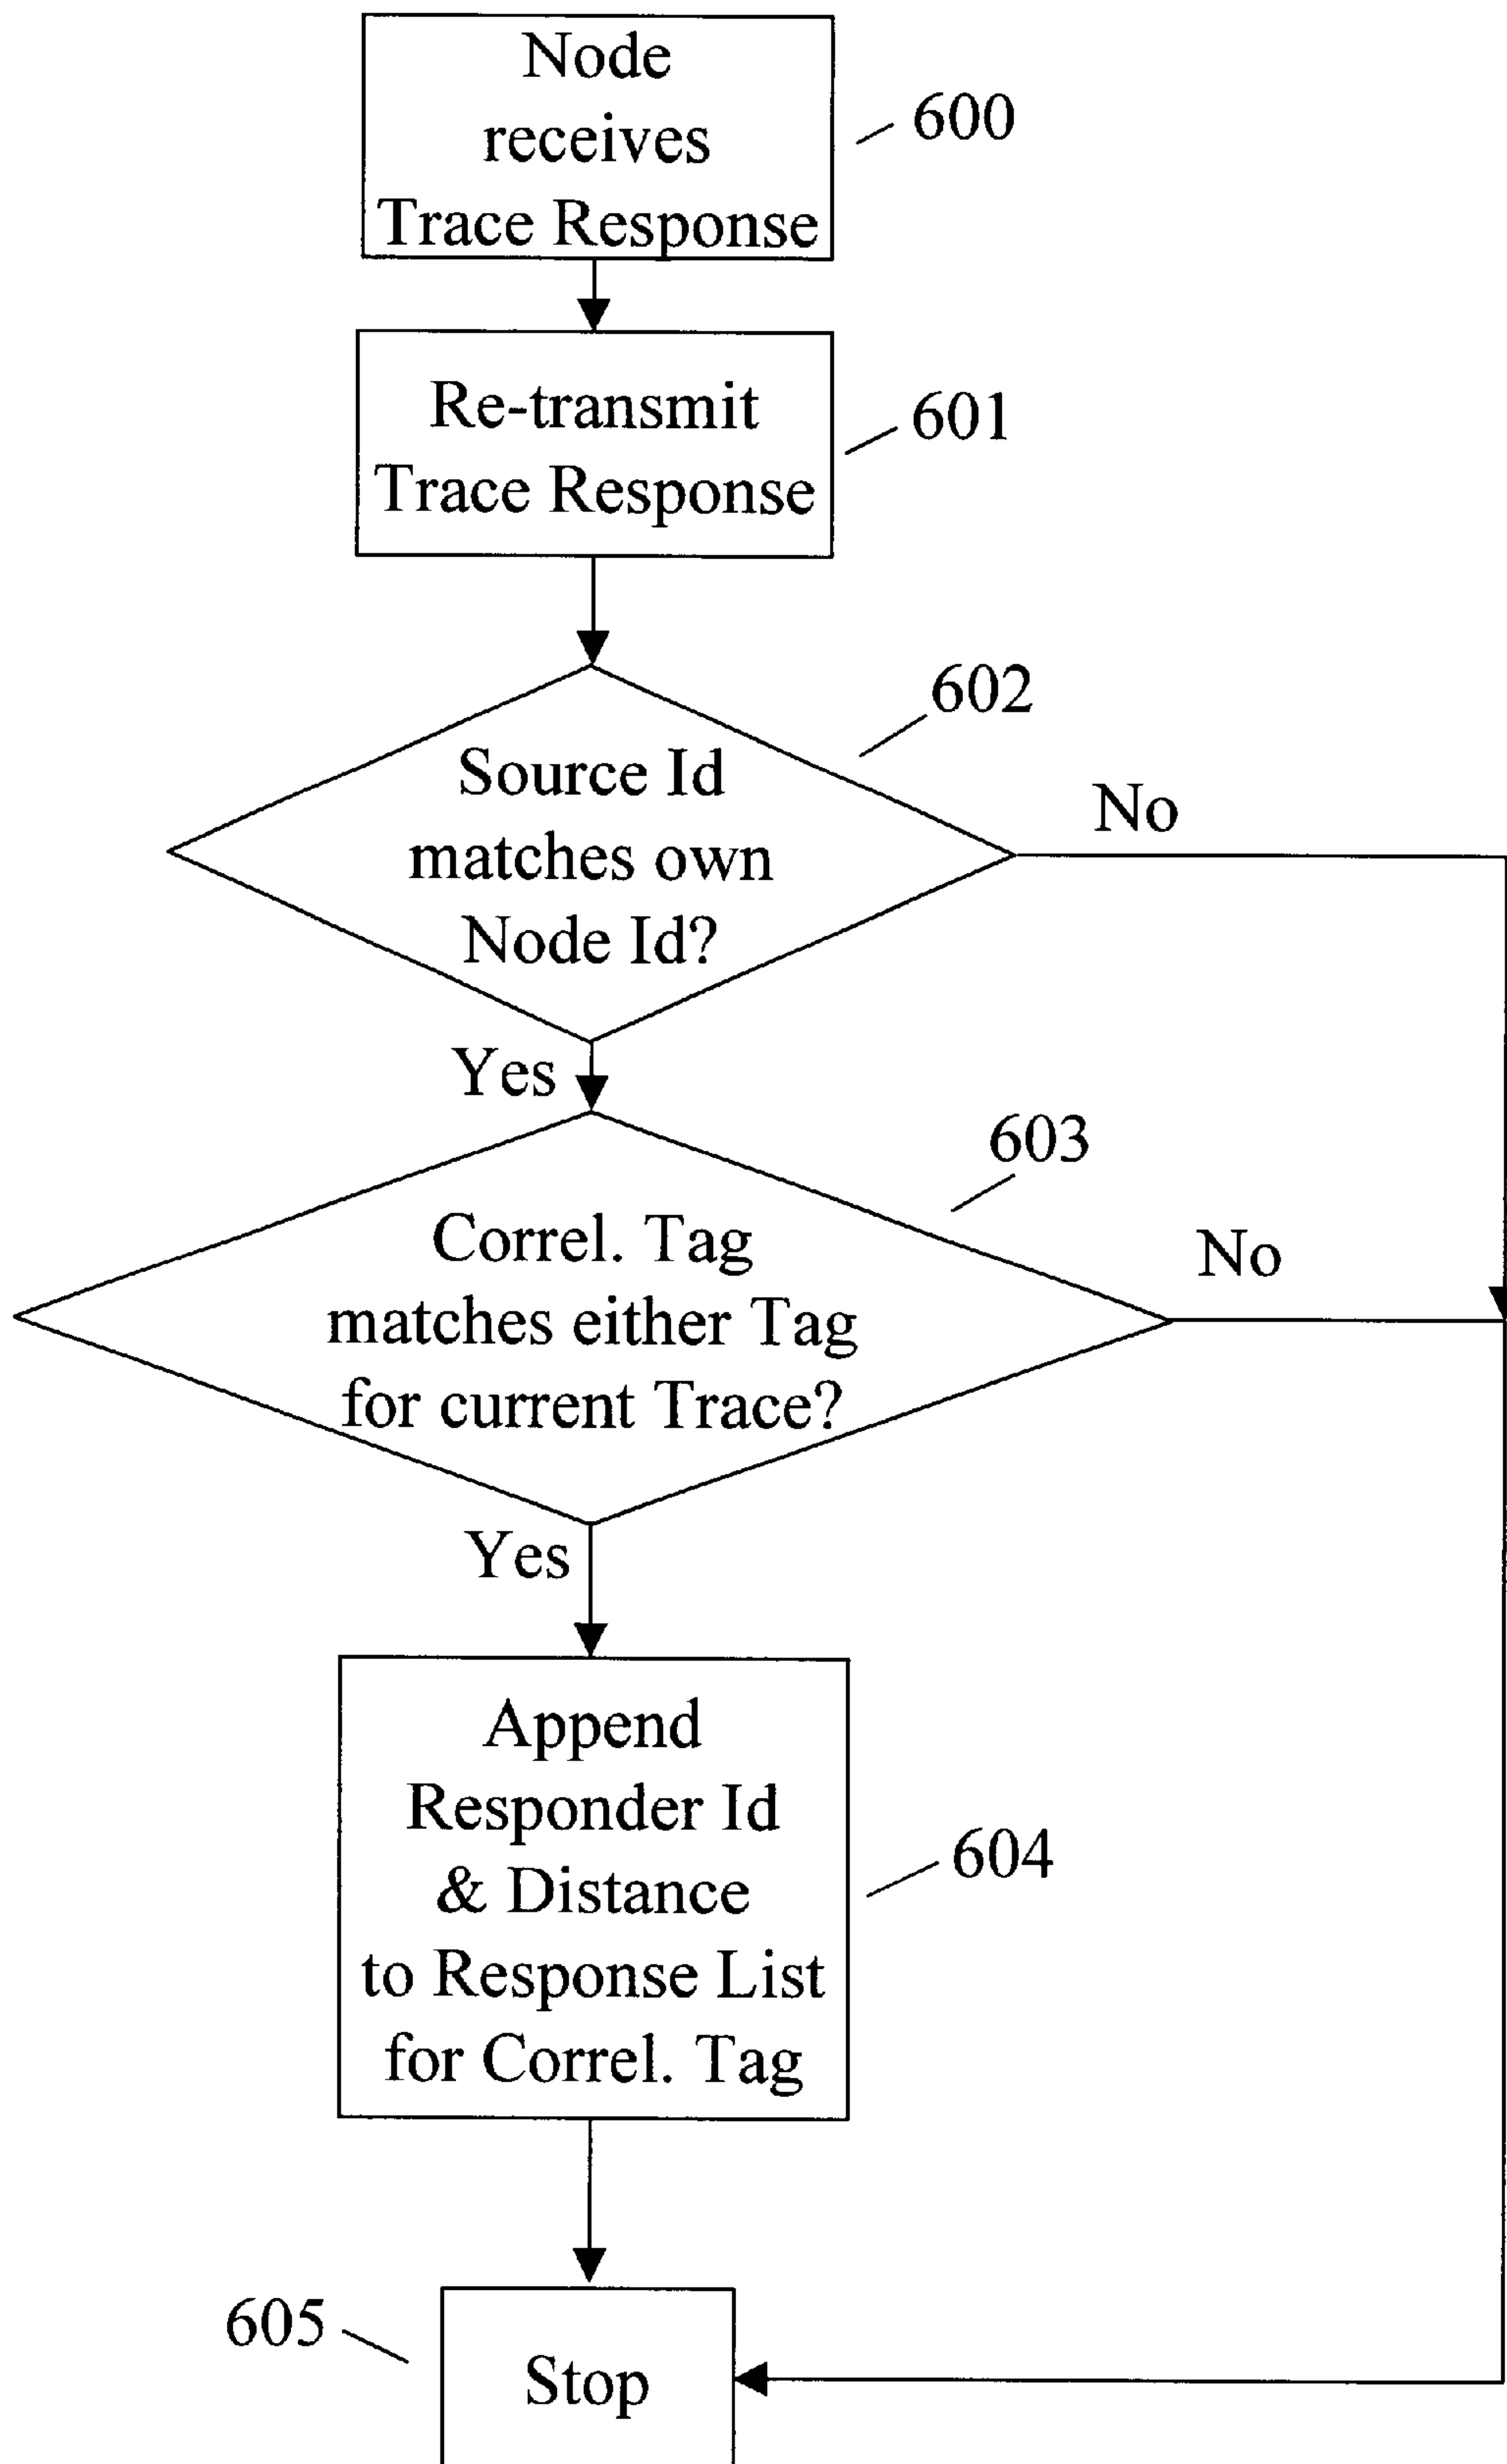 Node
receives
Trace Response
600
Re-transmit
Trace Response
601
602
Source Id
matches own
Node Id?
No
Yes
603
Correl. Tag
matches either Tag
for current Trace?
No
Yes
Append
Responder Id
& Distance
to Response List
for Correl. Tag
604
605
Stop